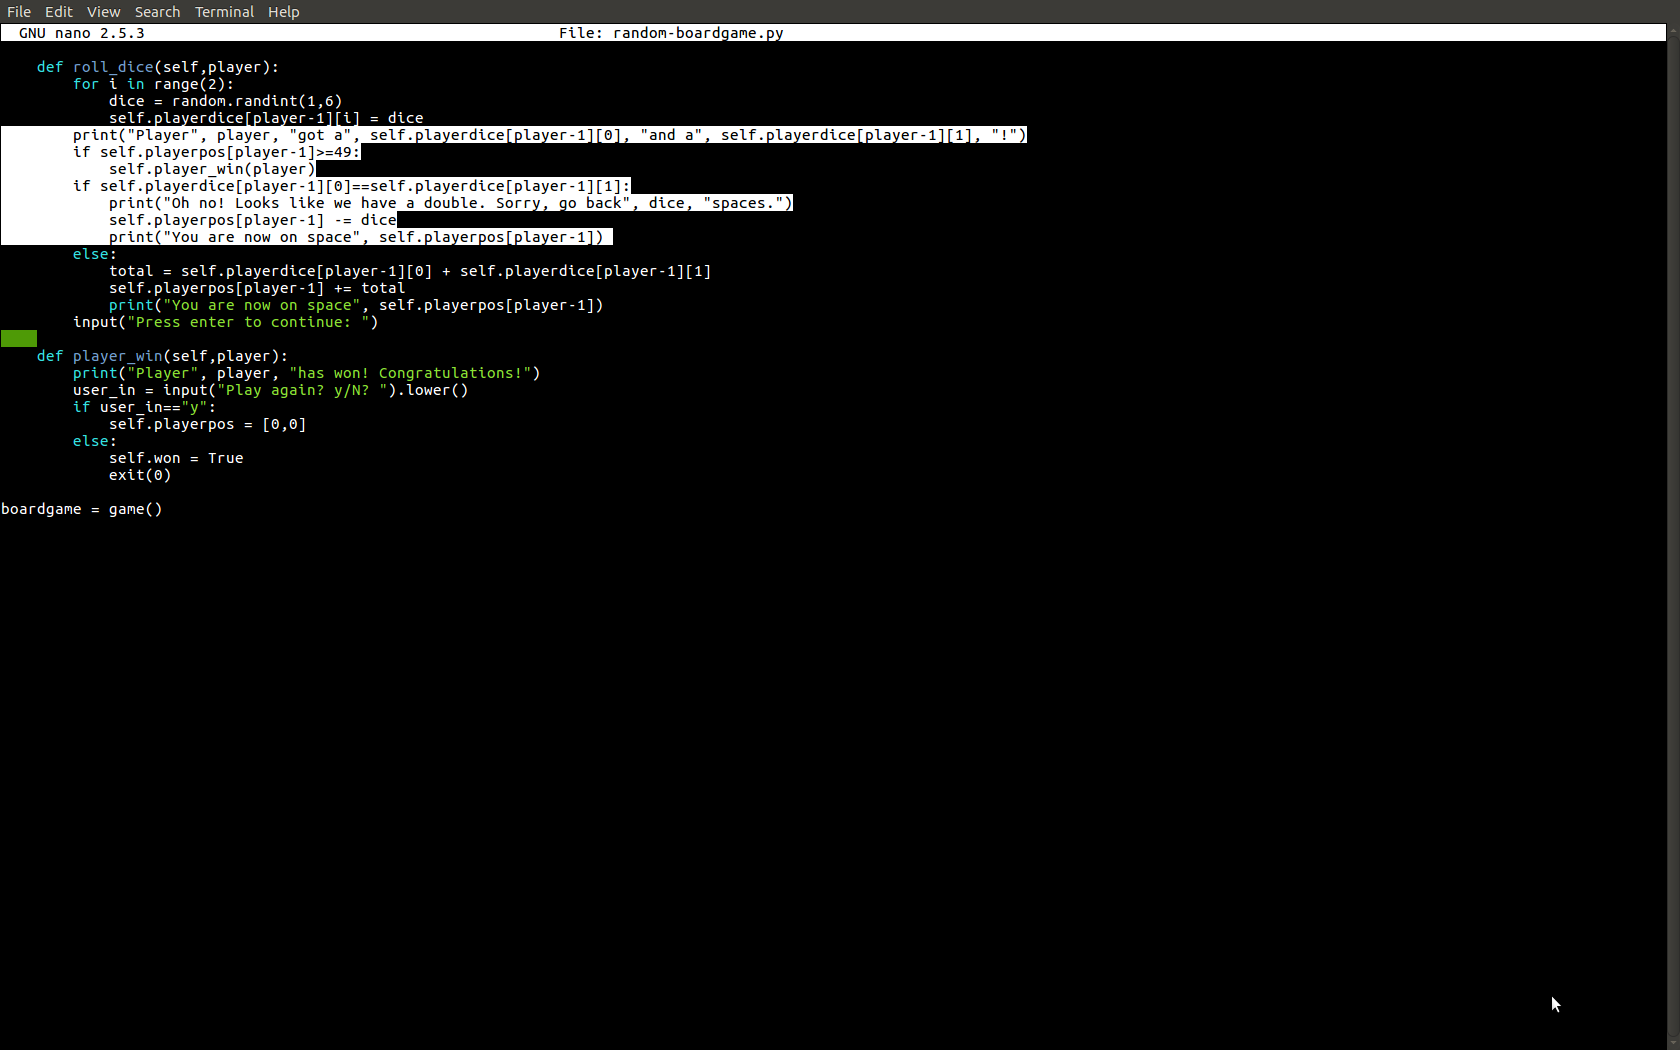 File Edit View Search Terminal Help
GNU nano 2.5.3 File: random-boardgame.py
    def roll_dice(self,player):
        for i in range(2):
            dice = random.randint(1,6)
            self.playerdice[player-1][i] = dice
        print("Player", player, "got a", self.playerdice[player-1][0], "and a", self.playerdice[player-1][1], "!")
        if self.playerpos[player-1]>=49:
            self.player_win(player)
        if self.playerdice[player-1][0]==self.playerdice[player-1][1]:
            print("Oh no! Looks like we have a double. Sorry, go back", dice, "spaces.")
            self.playerpos[player-1] -= dice
            print("You are now on space", self.playerpos[player-1])
        else:
            total = self.playerdice[player-1][0] + self.playerdice[player-1][1]
            self.playerpos[player-1] += total
            print("You are now on space", self.playerpos[player-1])
        input("Press enter to continue: ")
    def player_win(self,player):
        print("Player", player, "has won! Congratulations!")
        user_in = input("Play again? y/N? ").lower()
        if user_in=="y":
            self.playerpos = [0,0]
        else:
            self.won = True
            exit(0)
boardgame = game()